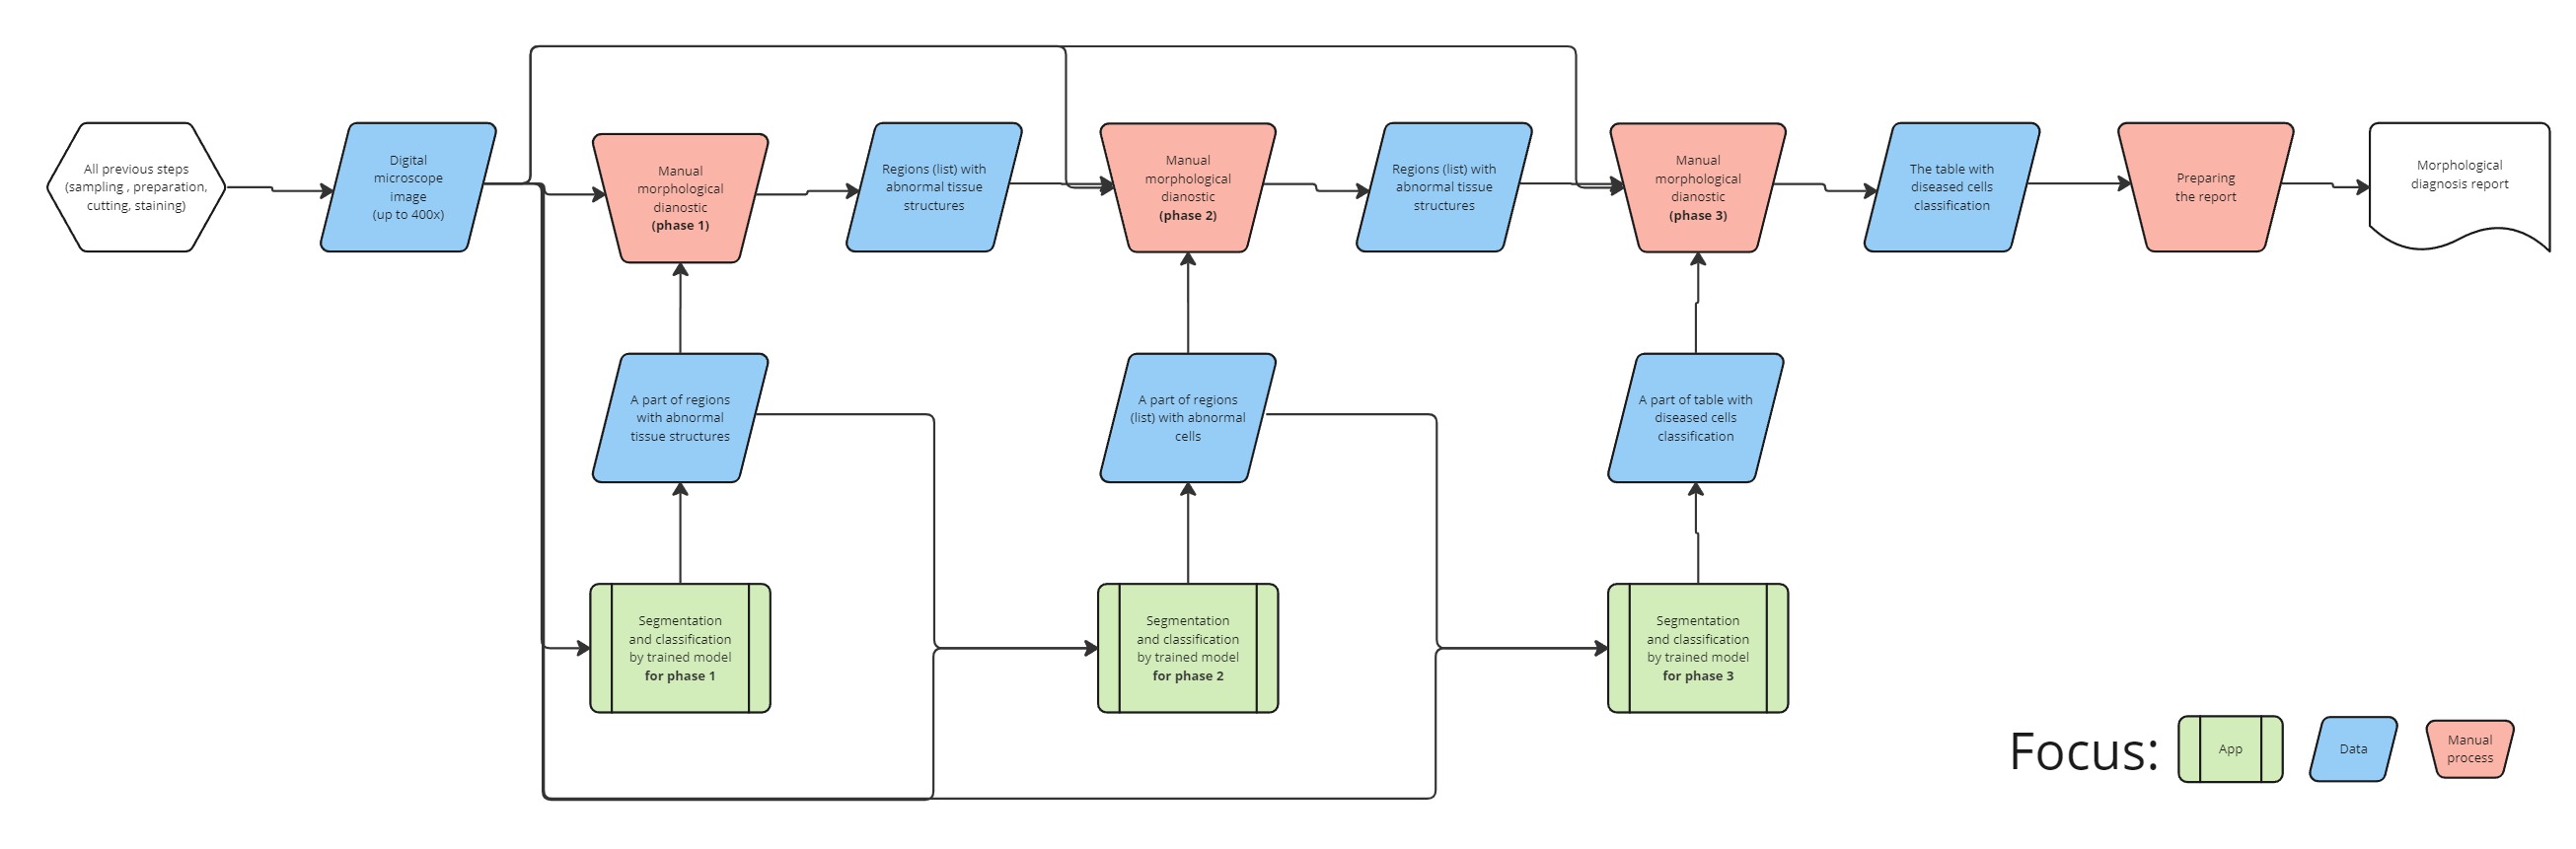 All previous steps
(sampling , preparation,
cutting, staining)
Digital
microscope
image
(up to 400x)
Manual
morphological
dianostic
(phase 1)
Regions (list) with
abnormal tissue
structures
Manual
morphological
dianostic
(phase 2)
Regions (list) with
abnormal tissue
structures
Manual
morphological
dianostic
(phase 3)
The table with
diseased cells
classification
Preparing
the report
Morphological
diagnosis report
A part of regions
with abnormal
tissue structures
A part of regions
(list) with abnormal
cells
A part of table with
diseased cells
classification
Segmentation
and classification
by trained model
for phase 1
Segmentation
and classification
by trained model
for phase 2
Segmentation
and classification
by trained model
for phase 3
Focus:
App
Data
Manual
process